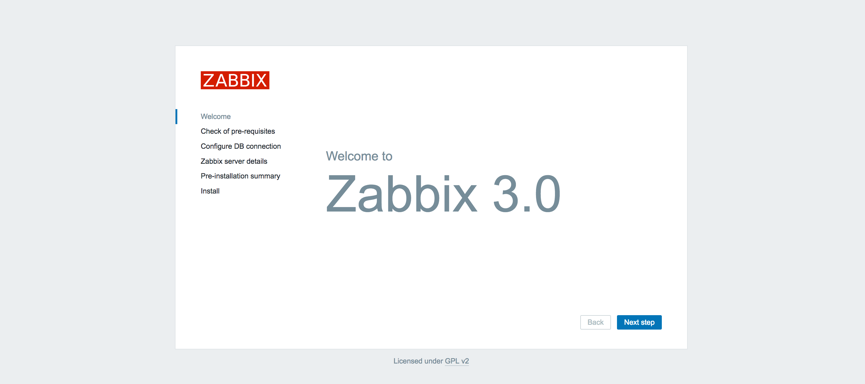 ZABBIX
Welcome
Check of pre-requisites
Configure DB connection
Zabbix server details
Pre-installation summary
Install
Welcome to
Zabbix 3.0
Back
Next step
Licensed under GPL v2